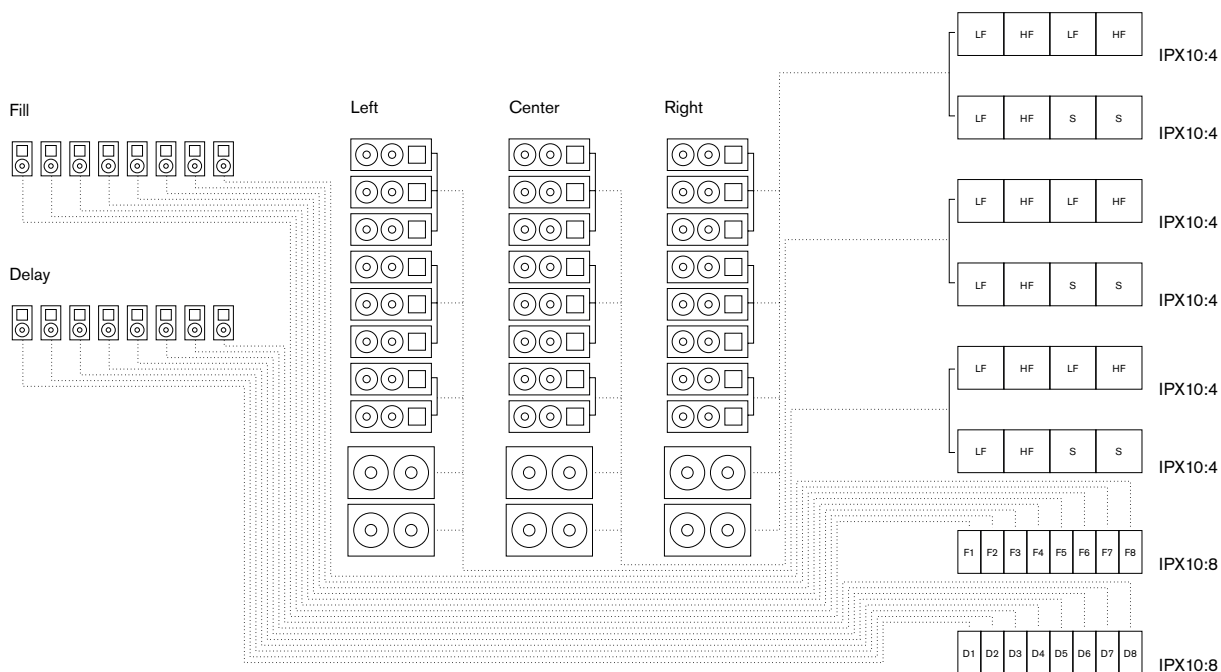 Fill
Left
Center
Right
Delay
LF HF LF HF
IPX10:4
LF HF S S
IPX10:4
LF HF LF HF
IPX10:4
LF HF S S
IPX10:4
LF HF LF HF
IPX10:4
LF HF S S
IPX10:4
F1 F2 F3 F4 F5 F6 F7 F8
IPX10:8
D1 D2 D3 D4 D5 D6 D7 D8
IPX10:8